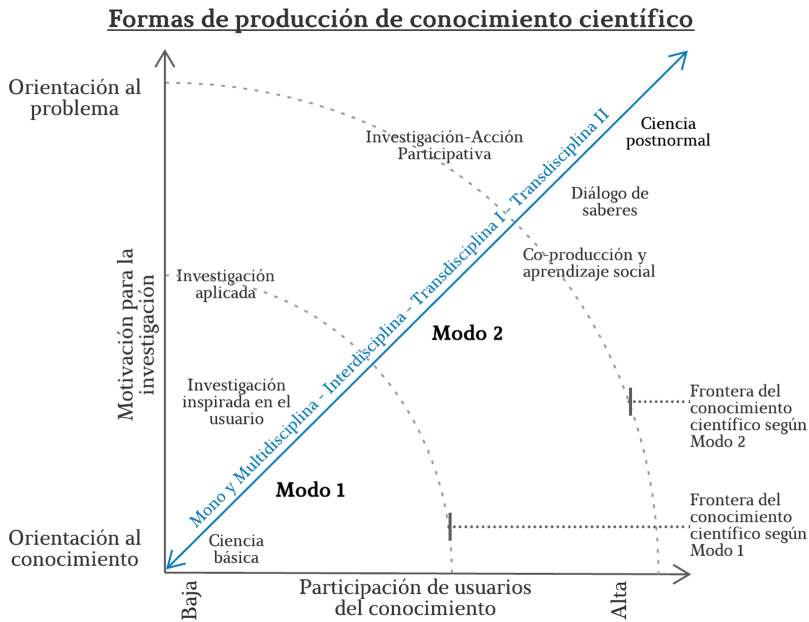 Formas de producción de conocimiento científico
Orientación al
problema
Ciencia
postnormal
Investigación-Acción
Participativa
Diálogo de
saberes
Mono y Multidisciplina - Interdisciplina - Transdisciplina I - Transdisciplina II
Co-producción y
aprendizaje social
Motivación para la
investigación
Investigación
aplicada
Modo 2
Investigación
inspirada en el
usuario
Frontera del
conocimiento
científico según
Modo 2
Modo 1
Frontera del
conocimiento
científico según
Modo 1
Orientación al
conocimiento
Ciencia
básica
Baja
Participación de usuarios
del conocimiento
Alta